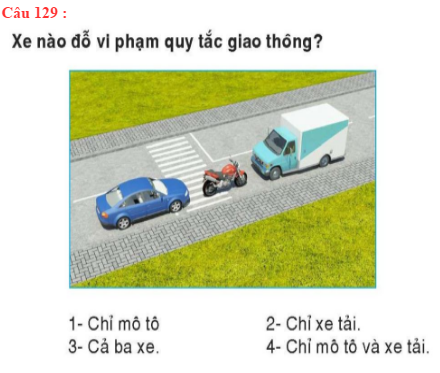 Câu 129 :
Xe nào đỗ vi phạm quy tắc giao thông?
1- Chỉ mô tô
2- Chỉ xe tải.
3- Cả ba xe.
4- Chỉ mô tô và xe tải.